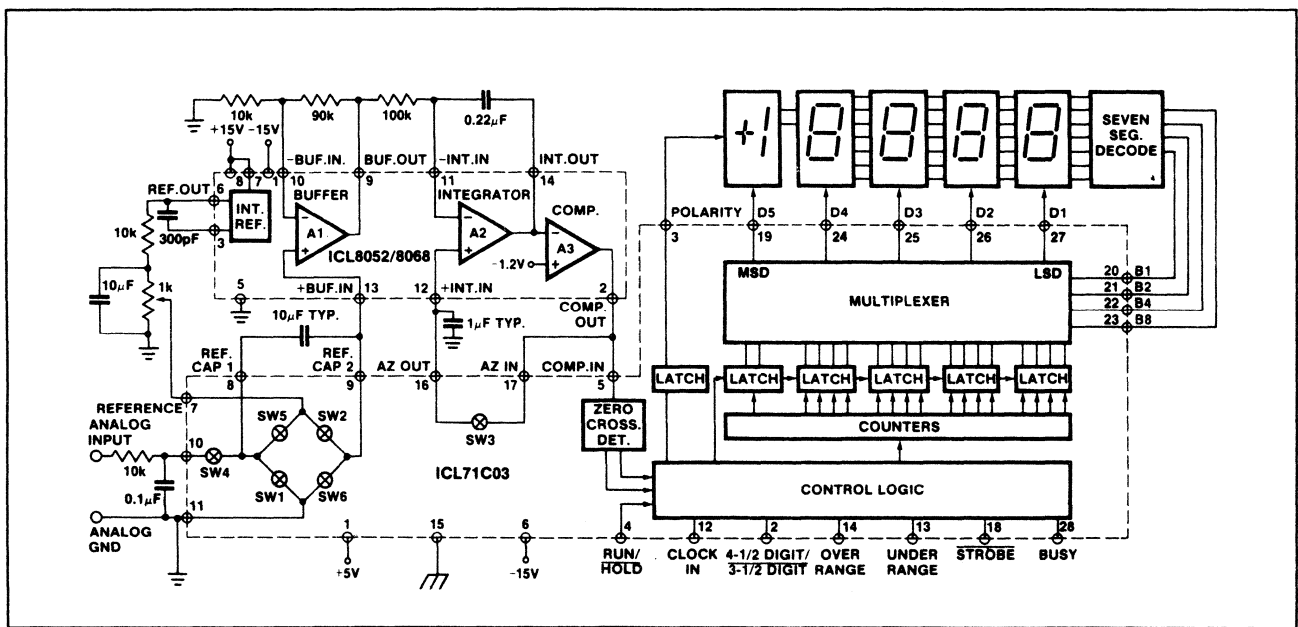 10k
90k
100k
0.22µF
+15V -15V
-BUF.IN. BUF.OUT -INT.IN INT.OUT
8 7 1 10 9 11 14
REF.OUT 6
INT. REF.
BUFFER
A1
INTEGRATOR
A2
COMP.
A3
-1.2V
ICL8052/8068
10k
300pF
3
10µF
1k
5
+BUF.IN 13
12 +INT.IN
2
COMP. OUT
10µF TYP.
1µF TYP.
REF. CAP 1
8
REF. CAP 2
9
AZ OUT
16
AZ IN
17
COMP.IN
5
REFERENCE 7
ANALOG INPUT
10
10k
SW4
0.1µF
SW5
SW2
SW1
SW6
SW3
ICL71C03
11
ANALOG GND
1
+5V
15
6
-15V
ZERO CROSS. DET.
+1 8 8 8 8
SEVEN SEG. DECODE
4
POLARITY D5 D4 D3 D2 D1
3 19 24 25 26 27
MSD LSD
MULTIPLEXER
20 B1
21 B2
22 B4
23 B8
LATCH LATCH LATCH LATCH LATCH LATCH
COUNTERS
CONTROL LOGIC
4 12 2 14 13 18 28
RUN/ HOLD
CLOCK IN
4-1/2 DIGIT/ 3-1/2 DIGIT
OVER RANGE
UNDER RANGE
STROBE
BUSY